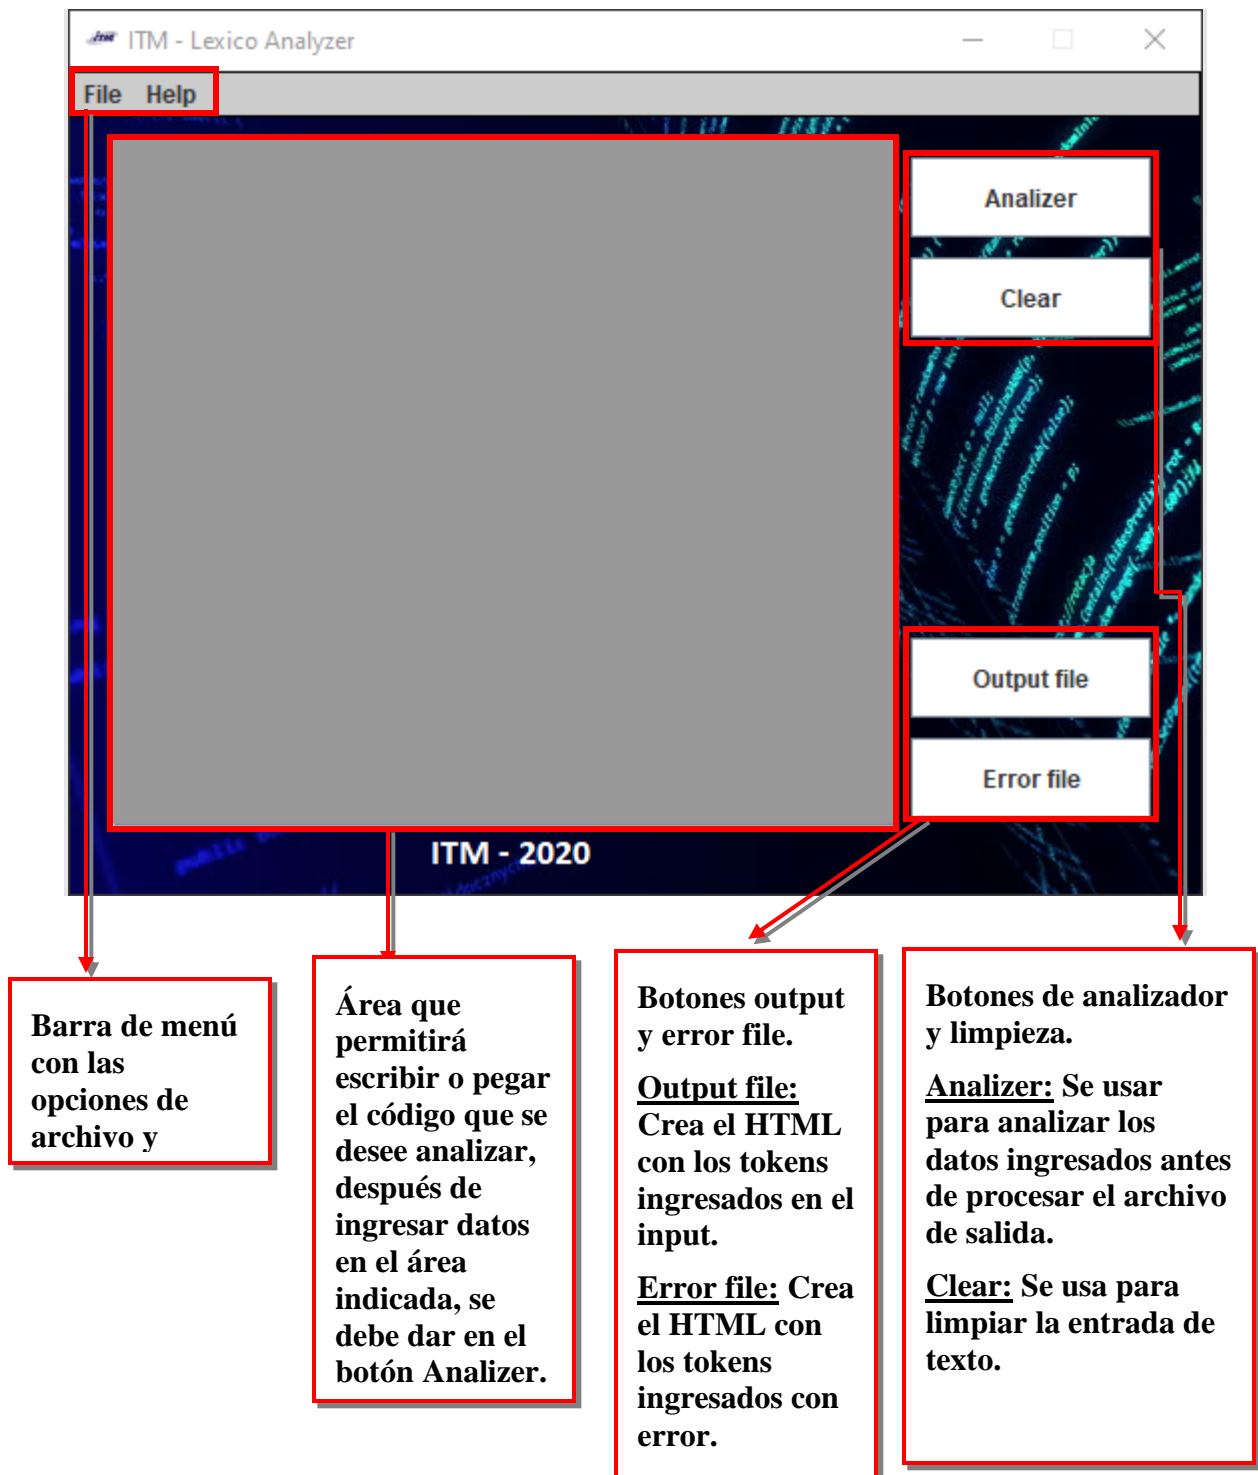 ITM - Lexico Analyzer
File Help
Analizer
Clear
Output file
Error file
ITM - 2020
Barra de menú
con las
opciones de
archivo y
Área que
permitirá
escribir o pegar
el código que se
desee analizar,
después de
ingresar datos
en el área
indicada, se
debe dar en el
botón Analizer.
Botones output
y error file.
Output file:
Crea el HTML
con los tokens
ingresados en el
input.
Error file: Crea
el HTML con
los tokens
ingresados con
error.
Botones de analizador
y limpieza.
Analizer: Se usar
para analizar los
datos ingresados antes
de procesar el archivo
de salida.
Clear: Se usa para
limpiar la entrada de
texto.